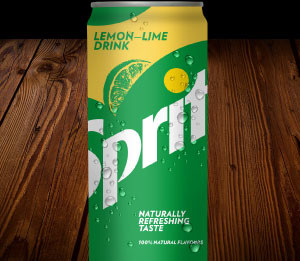 LEMON–LIME
DRINK
Sprit
NATURALLY
REFRESHING
TASTE
100% NATURAL FLAVORS